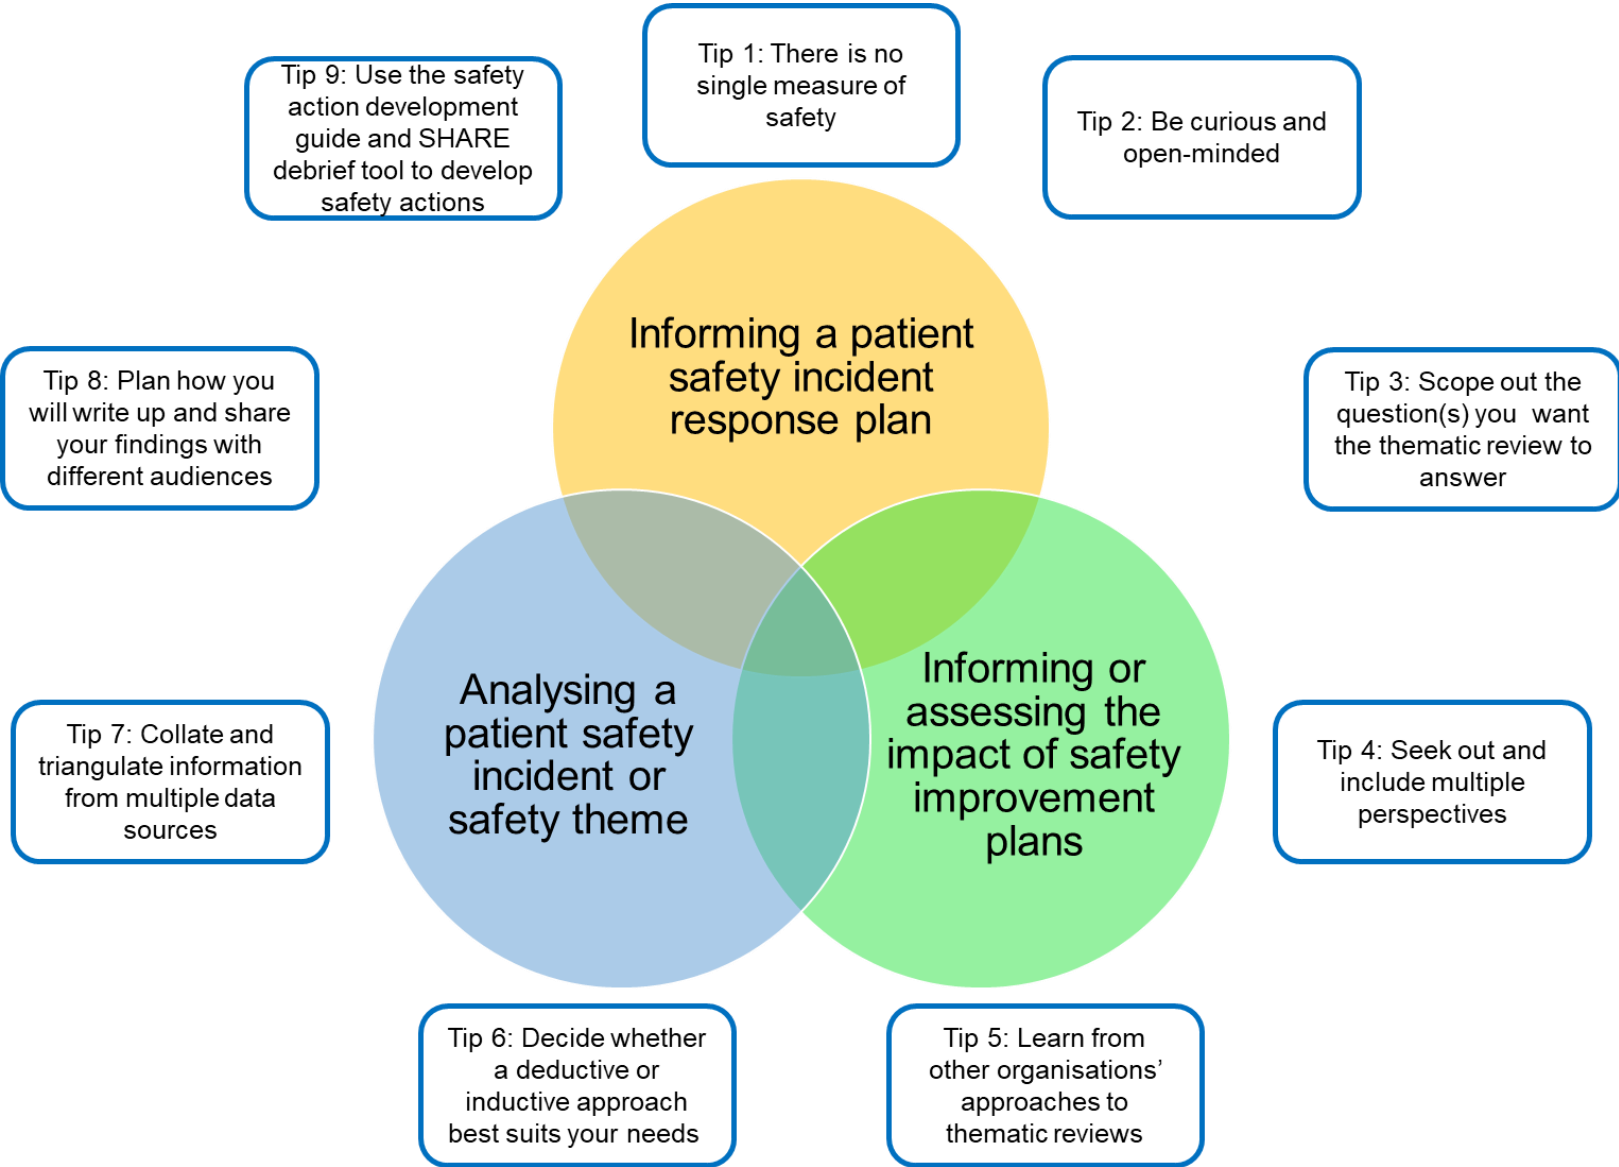 Tip 1: There is no
single measure of
safety
Tip 2: Be curious and
open-minded
Tip 3: Scope out the
question(s) you  want
the thematic review to
answer
Tip 4: Seek out and
include multiple
perspectives
Tip 5: Learn from
other organisations’
approaches to
thematic reviews
Tip 6: Decide whether
a deductive or
inductive approach
best suits your needs
Tip 7: Collate and
triangulate information
from multiple data
sources
Tip 8: Plan how you
will write up and share
your findings with
different audiences
Tip 9: Use the safety
action development
guide and SHARE
debrief tool to develop
safety actions
Informing a patient
safety incident
response plan
Analysing a
patient safety
incident or
safety theme
Informing or
assessing the
impact of safety
improvement
plans